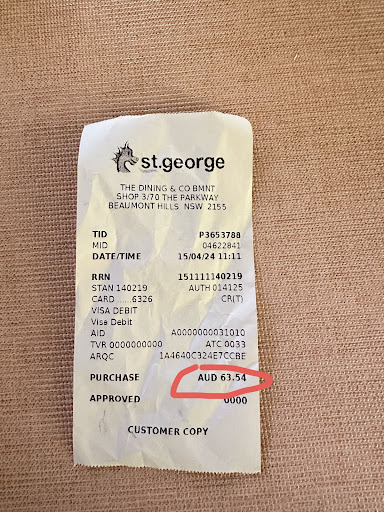 st.george
THE DINING & CO BMNT
SHOP 3/70 THE PARKWAY
BEAUMONT HILLS NSW 2155
TID P3653788
MID 04622841
DATE/TIME 15/04/24 11:11
RRN 151111140219
STAN 140219 AUTH 014125
CARD ......6326 CR(T)
VISA DEBIT
Visa Debit
AID A0000000031010
TVR 0000000000 ATC 0033
ARQC 1A4640C324E7CCBE
PURCHASE AUD 63.54
APPROVED 0000
CUSTOMER COPY